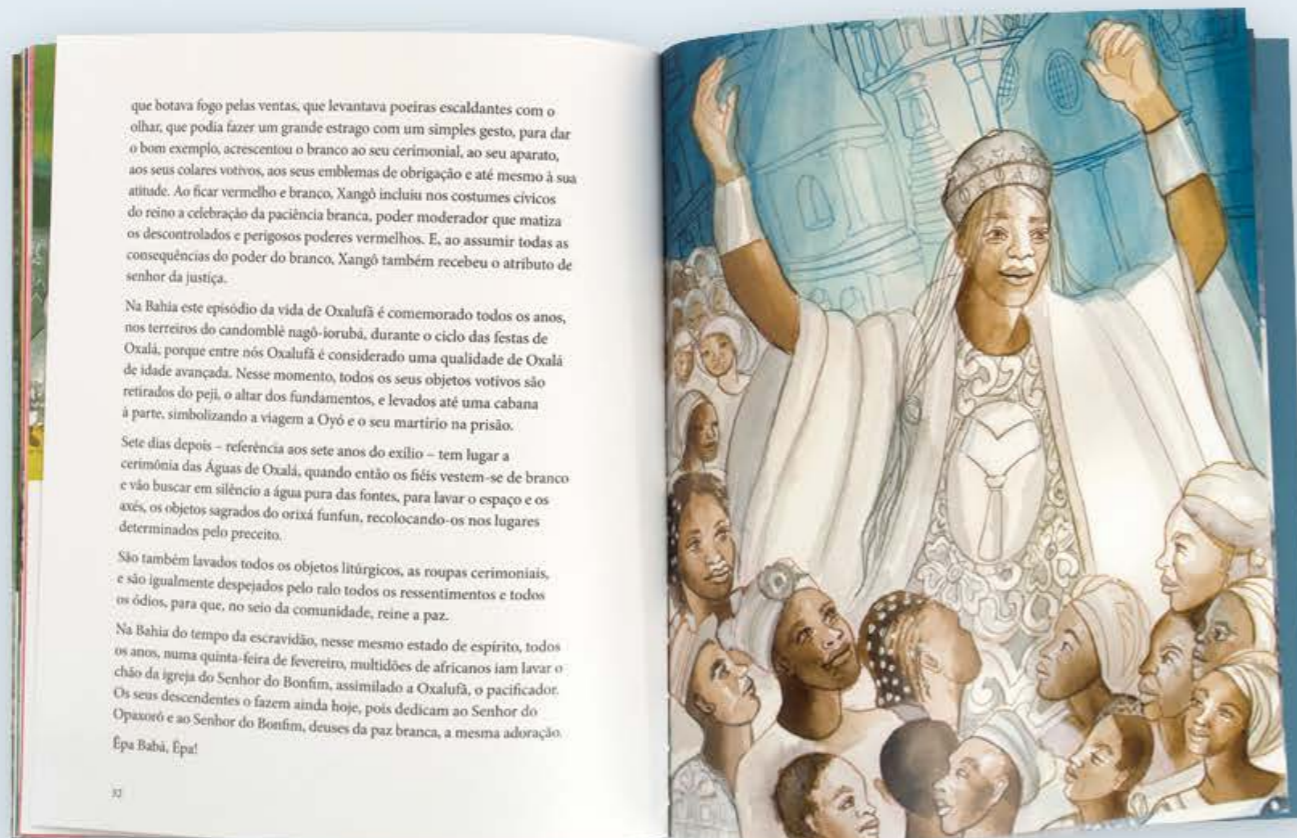 que botava fogo pelas ventas, que levantava poeiras escaldantes com o
olhar, que podia fazer um grande estrago com um simples gesto, para dar
o bom exemplo, acrescentou o branco ao seu cerimonial, ao seu aparato,
aos seus colares votivos, aos seus emblemas de obrigação e até mesmo à sua
atitude. Ao ficar vermelho e branco, Xangô incluiu nos costumes cívicos
do reino a celebração da paciência branca, poder moderador que matiza
os descontrolados e perigosos poderes vermelhos. E, ao assumir todas as
consequências do poder do branco, Xangô também recebeu o atributo de
senhor da justiça.
Na Bahia este episódio da vida de Oxalufã é comemorado todos os anos,
nos terreiros do candomblé nagô-iorubá, durante o ciclo das festas de
Oxalá, porque entre nós Oxalufã é considerado uma qualidade de Oxalá
de idade avançada. Nesse momento, todos os seus objetos votivos são
retirados do peji, o altar dos fundamentos, e levados até uma cabana
à parte, simbolizando a viagem a Oyó e o seu martírio na prisão.
Sete dias depois – referência aos sete anos do exílio – tem lugar a
cerimônia das Águas de Oxalá, quando então os fiéis vestem-se de branco
e vão buscar em silêncio a água pura das fontes, para lavar o espaço e os
axés, os objetos sagrados do orixá funfun, recolocando-os nos lugares
determinados pelo preceito.
São também lavados todos os objetos litúrgicos, as roupas cerimoniais,
e são igualmente despejados pelo ralo todos os ressentimentos e todos
os ódios, para que, no seio da comunidade, reine a paz.
Na Bahia do tempo da escravidão, nesse mesmo estado de espírito, todos
os anos, numa quinta-feira de fevereiro, multidões de africanos iam lavar o
chão da igreja do Senhor do Bonfim, assimilado a Oxalufã, o pacificador.
Os seus descendentes o fazem ainda hoje, pois dedicam ao Senhor do
Opaxorô e ao Senhor do Bonfim, deuses da paz branca, a mesma adoração.
Êpa Babá, Êpa!
32